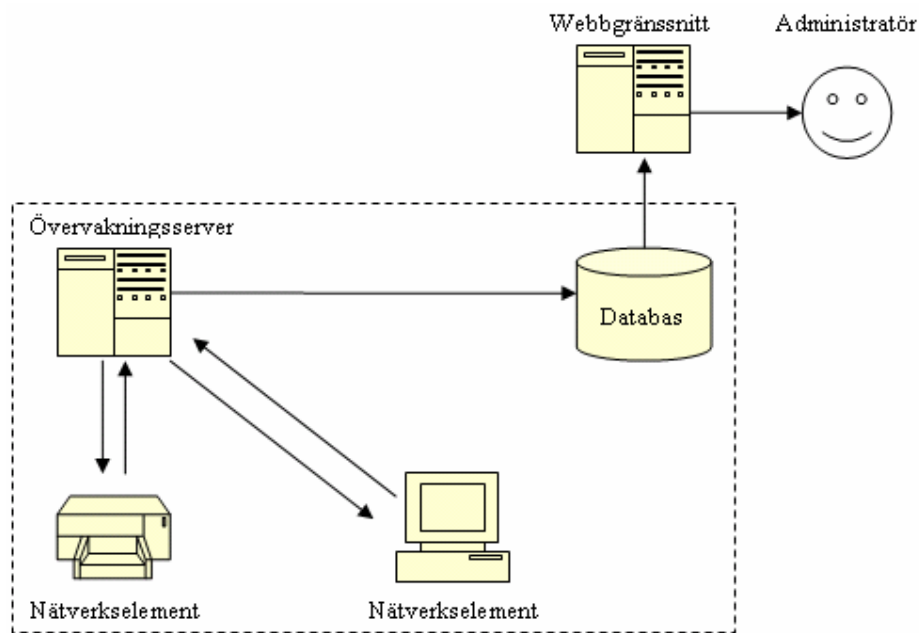 Webbgränssnitt
Administratör
Övervakningsserver
Databas
Nätverkselement
Nätverkselement